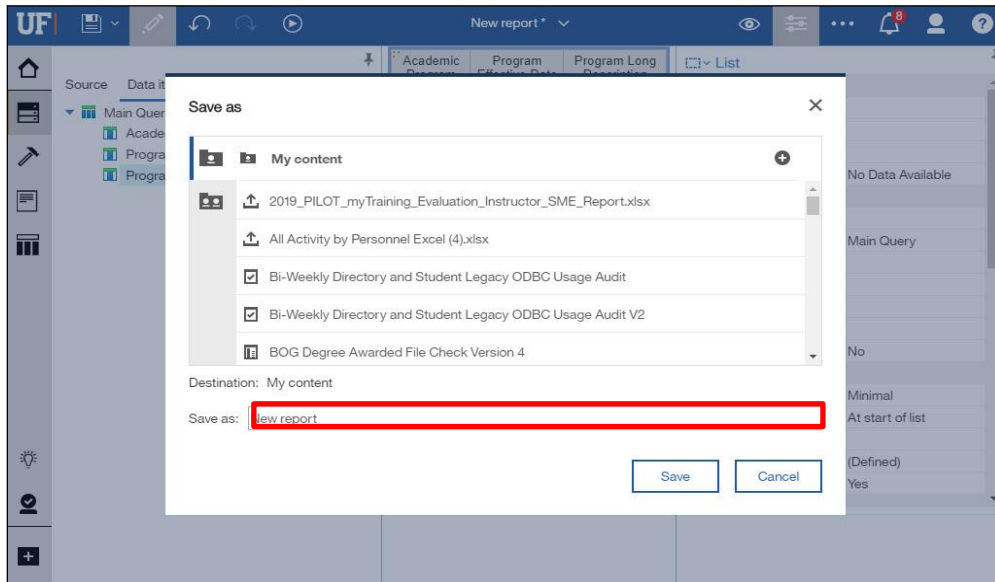 UF
New report*
8
?
Source Data it
Main Quer
Acade
Progra
Progra
Academic Program Program Long
Program Effective Date Description
List
No Data Available
Main Query
No
Minimal
At start of list
(Defined)
Yes
Save as
My content
2019_PILOT_myTraining_Evaluation_Instructor_SME_Report.xlsx
All Activity by Personnel Excel (4).xlsx
Bi-Weekly Directory and Student Legacy ODBC Usage Audit
Bi-Weekly Directory and Student Legacy ODBC Usage Audit V2
BOG Degree Awarded File Check Version 4
Destination: My content
Save as: New report
Save Cancel